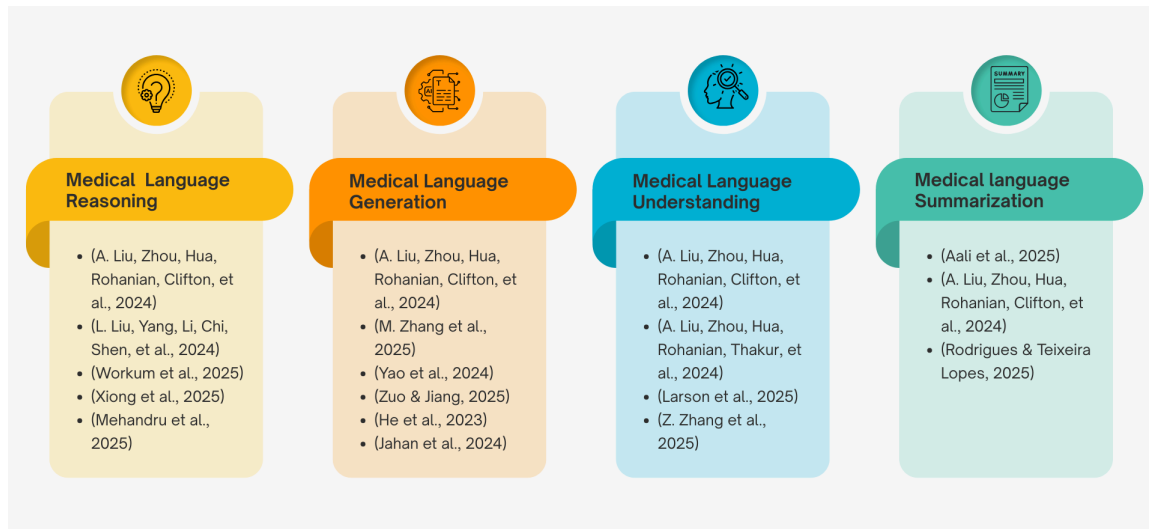 Medical Language
Reasoning
• (A. Liu, Zhou, Hua,
Rohanian, Clifton, et
al., 2024)
• (L. Liu, Yang, Li, Chi,
Shen, et al., 2024)
• (Workum et al., 2025)
• (Xiong et al., 2025)
• (Mehandru et al.,
2025)
Medical Language
Generation
• (A. Liu, Zhou, Hua,
Rohanian, Clifton, et
al., 2024)
• (M. Zhang et al.,
2025)
• (Yao et al., 2024)
• (Zuo & Jiang, 2025)
• (He et al., 2023)
• (Jahan et al., 2024)
Medical Language
Understanding
• (A. Liu, Zhou, Hua,
Rohanian, Clifton, et
al., 2024)
• (A. Liu, Zhou, Hua,
Rohanian, Thakur, et
al., 2024)
• (Larson et al., 2025)
• (Z. Zhang et al.,
2025)
SUMMARY
Medical language
Summarization
• (Aali et al., 2025)
• (A. Liu, Zhou, Hua,
Rohanian, Clifton, et
al., 2024)
• (Rodrigues & Teixeira
Lopes, 2025)